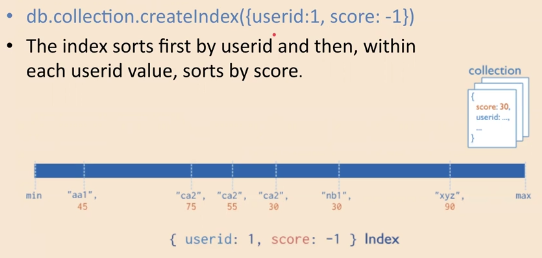 • db.collection.createIndex({userid:1, score: -1})
• The index sorts first by userid and then, within
each userid value, sorts by score.
collection
{
score: 30,
userid: ...,
...
}
min "aa1", "ca2", "ca2", "ca2", "nb1", "xyz", max
45 75 55 30 30 90
{ userid: 1, score: -1 } Index